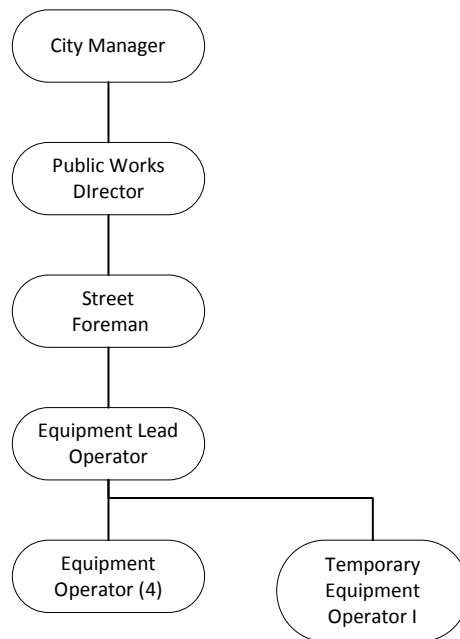 City Manager
Public Works
DIrector
Street
Foreman
Equipment Lead
Operator
Equipment
Operator (4)
Temporary
Equipment
Operator I